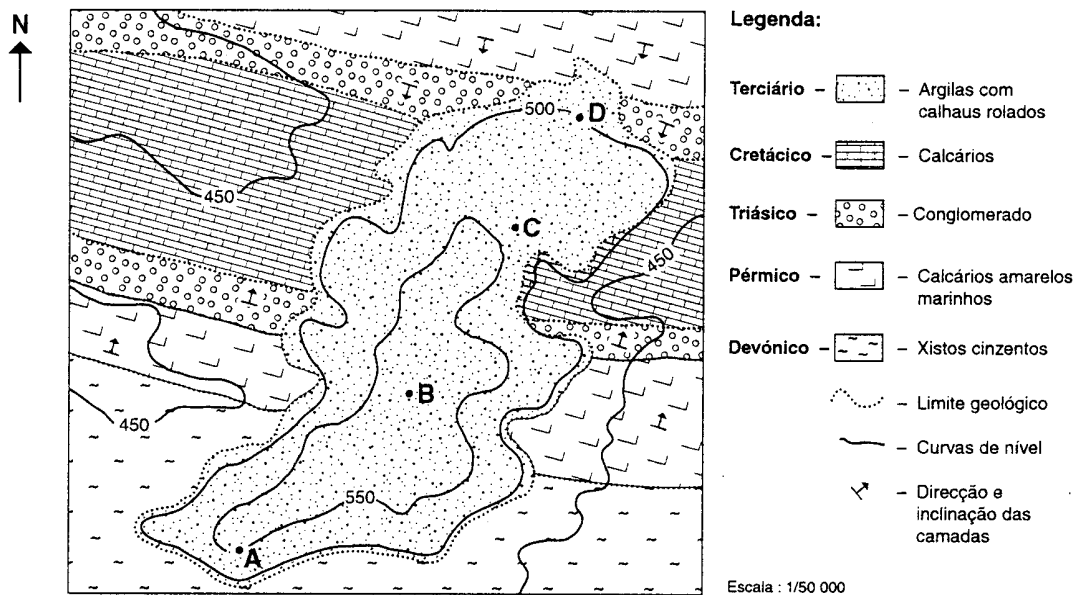 N
500
D
450
C
450
B
450
550
A
Legenda:
Terciário – – Argilas com
calhaus rolados
Cretácico – – Calcários
Triásico – – Conglomerado
Pérmico – – Calcários amarelos
marinhos
Devónico – – Xistos cinzentos
– Limite geológico
– Curvas de nível
– Direcção e
inclinação das
camadas
Escala : 1/50 000